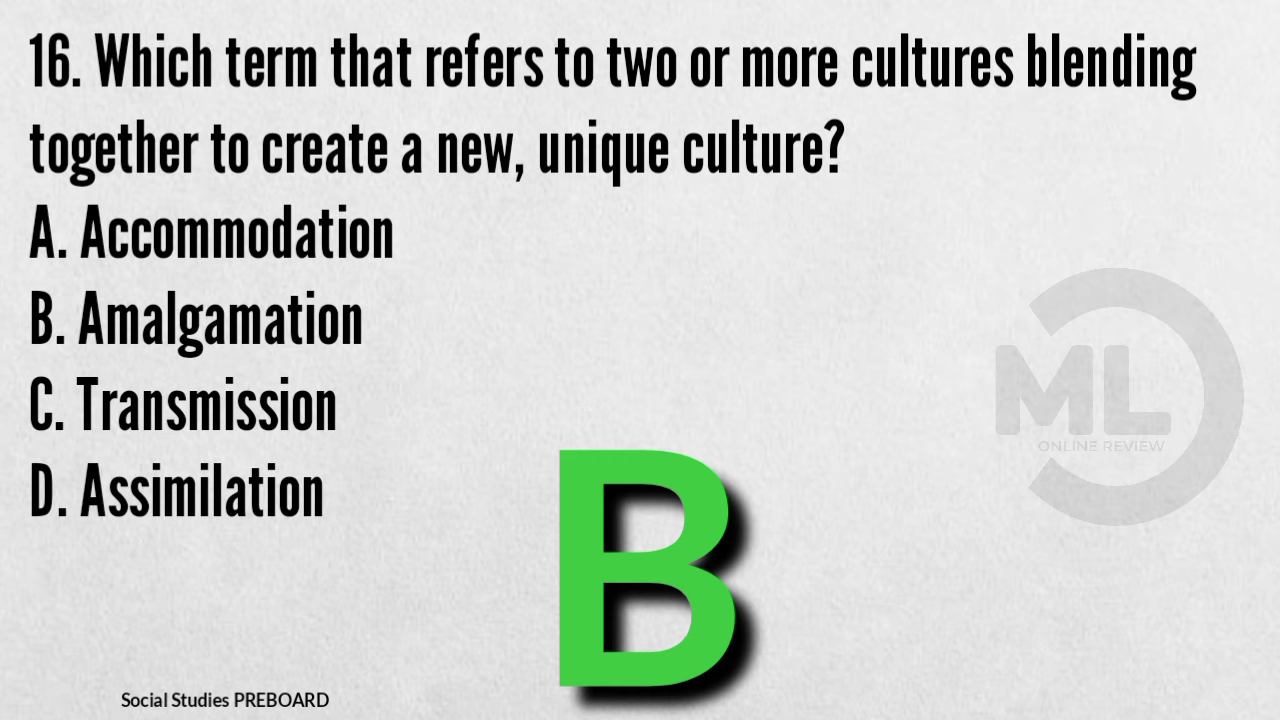 16. Which term that refers to two or more cultures blending
together to create a new, unique culture?
A. Accommodation
B. Amalgamation
C. Transmission
D. Assimilation
ML
ONLINE REVIEW
B
Social Studies PREBOARD